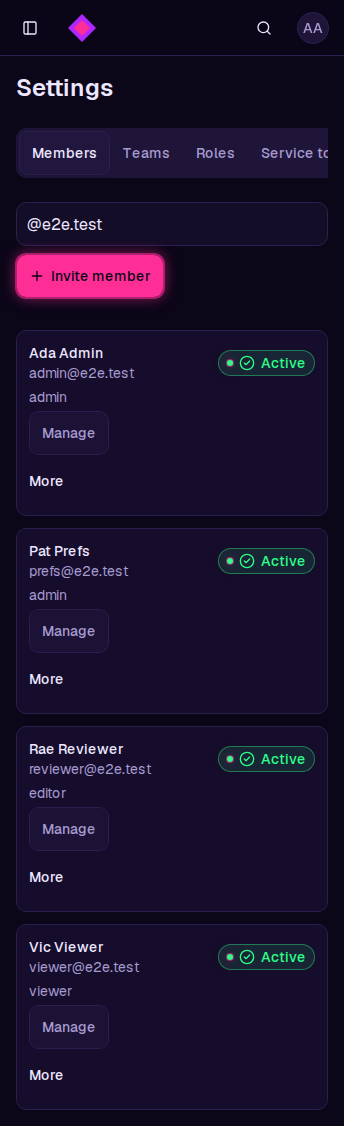 AA
Settings
Members Teams Roles Service to
@e2e.test
+ Invite member
Ada Admin
Active
admin@e2e.test
admin
Manage
More
Pat Prefs
Active
prefs@e2e.test
admin
Manage
More
Rae Reviewer
Active
reviewer@e2e.test
editor
Manage
More
Vic Viewer
Active
viewer@e2e.test
viewer
Manage
More